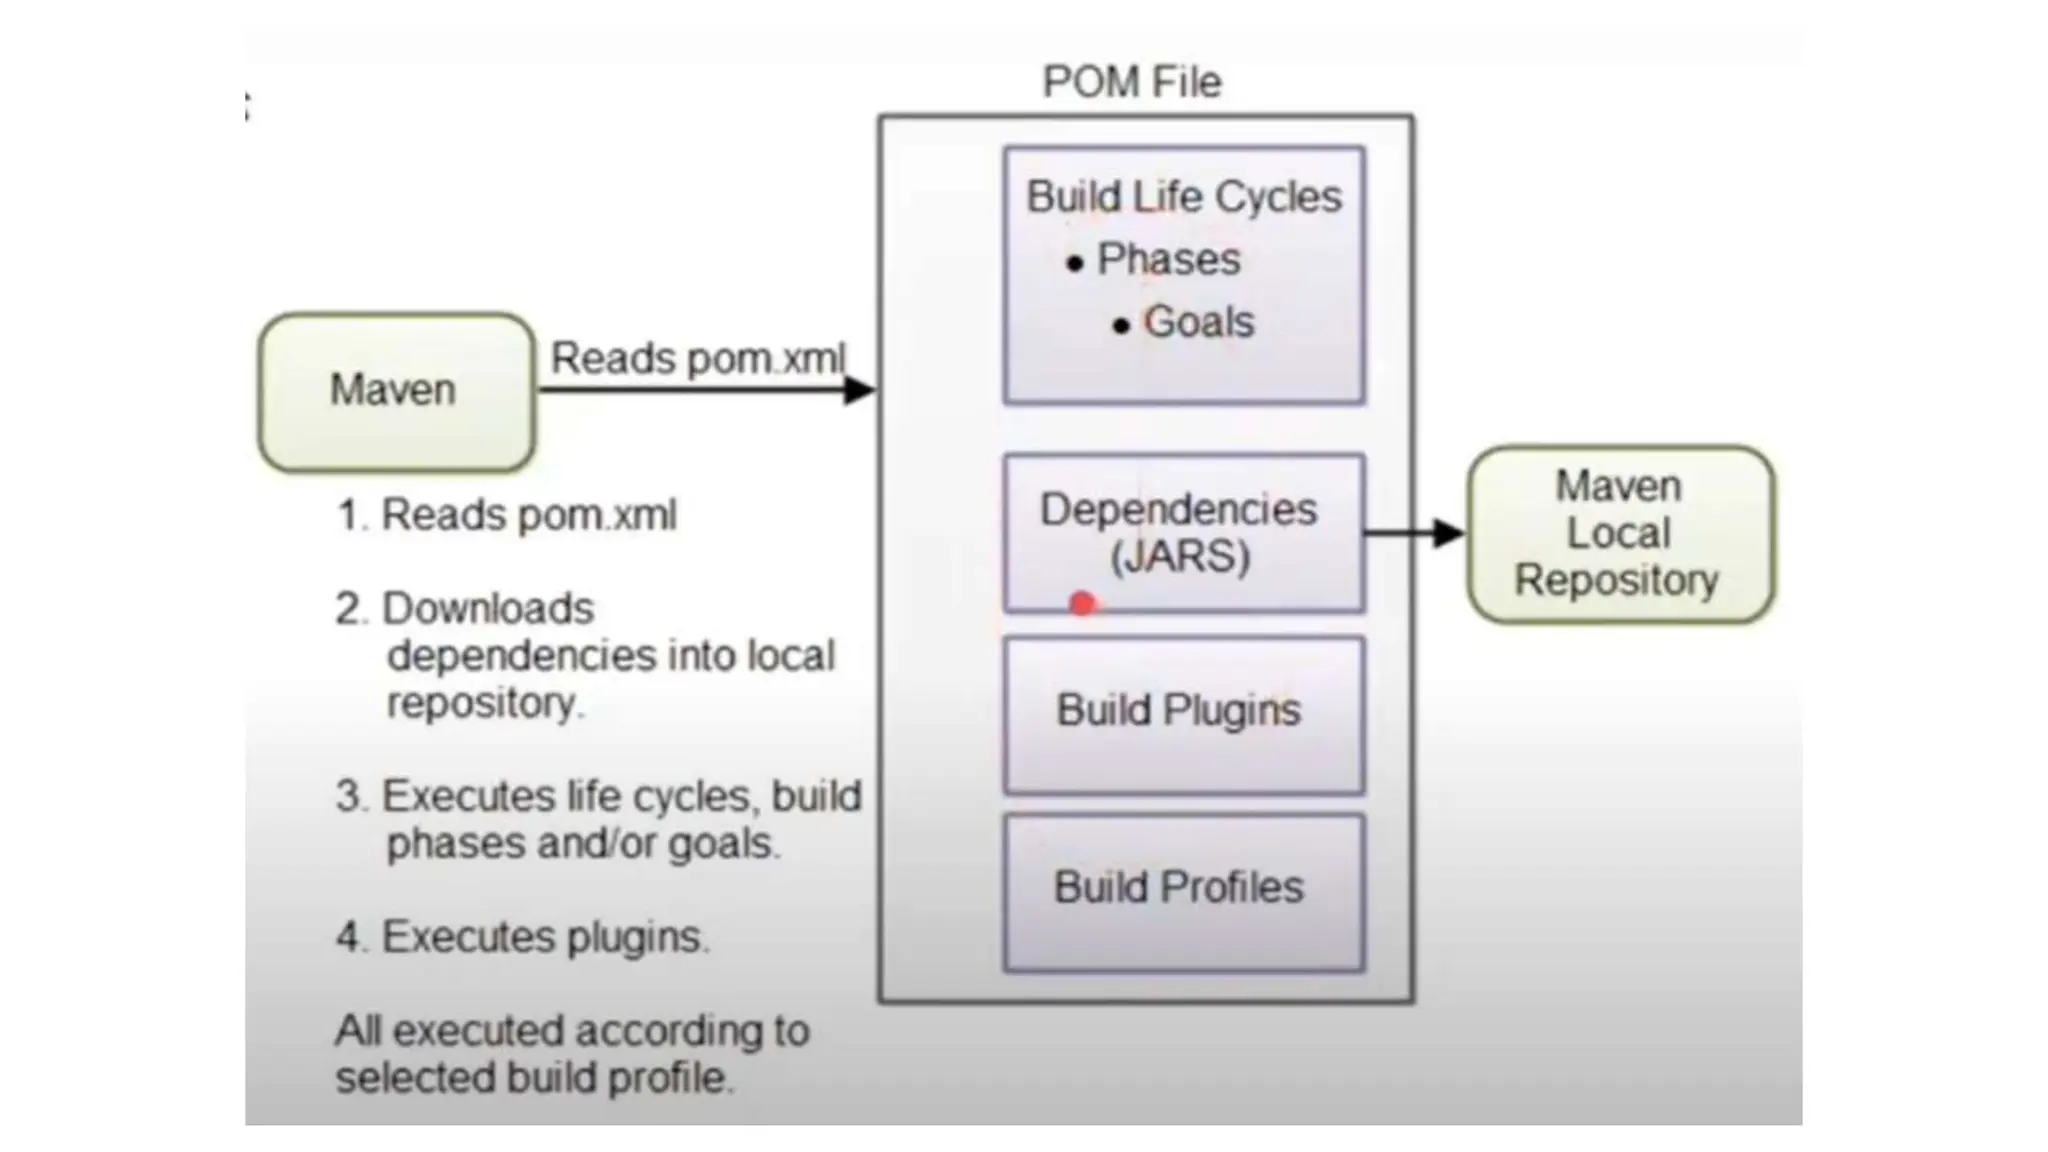 POM File
Build Life Cycles
• Phases
• Goals
Maven
Reads pom.xml
Dependencies
(JARS)
Maven
Local
Repository
Build Plugins
Build Profiles
1. Reads pom.xml
2. Downloads
dependencies into local
repository.
3. Executes life cycles, build
phases and/or goals.
4. Executes plugins.
All executed according to
selected build profile.